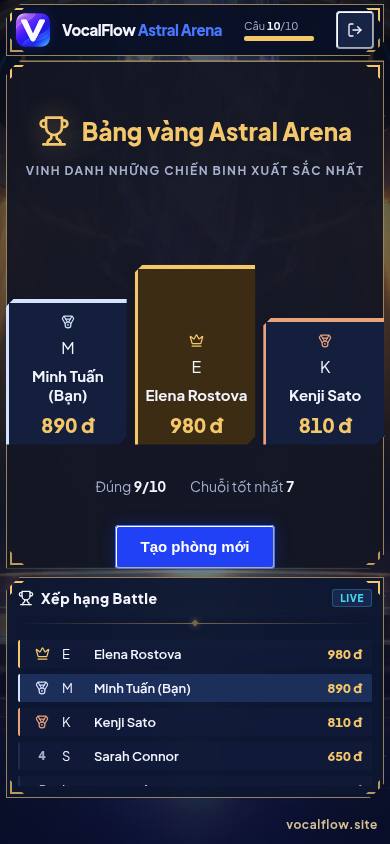 V VocalFlow Astral Arena Câu 10/10
Bảng vàng Astral Arena
VINH DANH NHỮNG CHIẾN BINH XUẤT SẮC NHẤT
M
Minh Tuấn
(Bạn)
890 đ
E
Elena Rostova
980 đ
K
Kenji Sato
810 đ
Đúng 9/10 Chuỗi tốt nhất 7
Tạo phòng mới
Xếp hạng Battle LIVE
E Elena Rostova 980 đ
M Minh Tuấn (Bạn) 890 đ
K Kenji Sato 810 đ
4 S Sarah Connor 650 đ
vocalflow.site